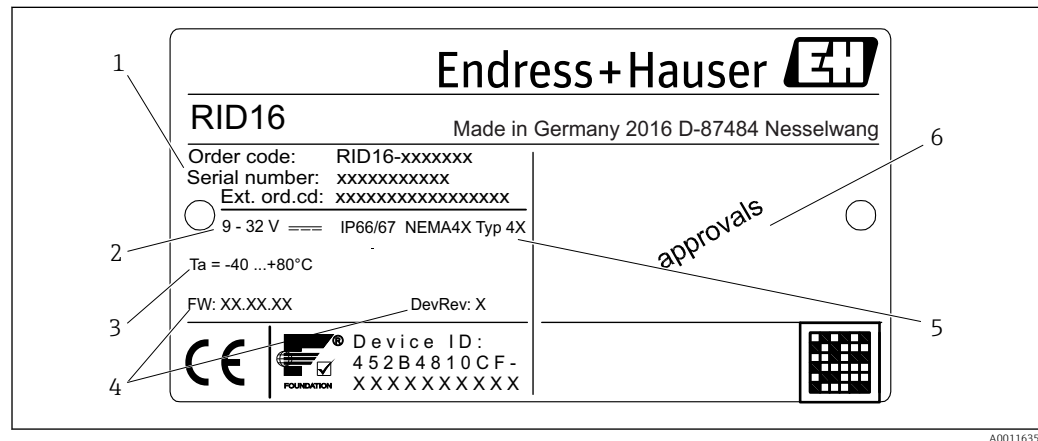 Endress+Hauser EH
RID16
Made in Germany 2016 D-87484 Nesselwang
1
Order code: RID16-xxxxxxx
Serial number: xxxxxxxxxxx
Ext. ord.cd: xxxxxxxxxxxxxxxxx
2
9 - 32 V IP66/67 NEMA4X Typ 4X
-
3
Ta = -40 ...+80°C
4
FW: XX.XX.XX DevRev: X
5
approvals
6
CE
FOUNDATION
®
Device ID:
452B4810CF-
XXXXXXXXXX
A0011635